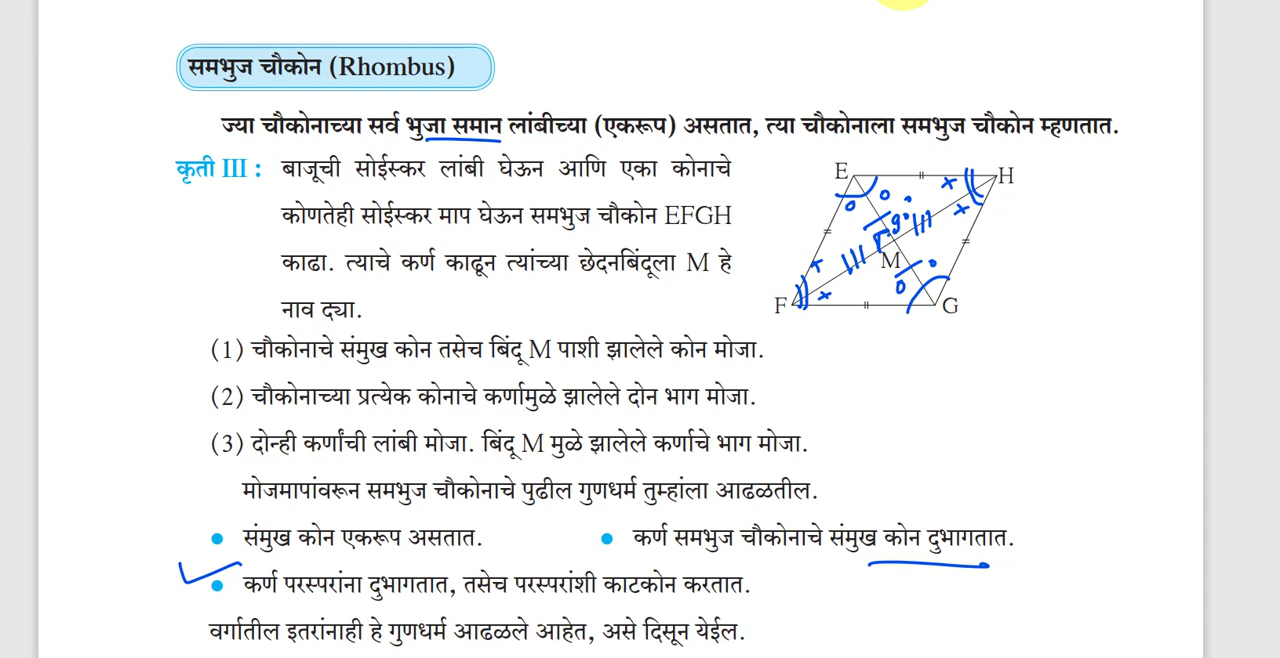 समभुज चौकोन (Rhombus)
ज्या चौकोनाच्या सर्व भुजा समान लांबीच्या (एकरूप) असतात, त्या चौकोनाला समभुज चौकोन म्हणतात.
कृती III : बाजूची सोईस्कर लांबी घेऊन आणि एका कोनाचे
कोणतेही सोईस्कर माप घेऊन समभुज चौकोन EFGH
काढा. त्याचे कर्ण काढून त्यांच्या छेदनबिंदूला M हे
नाव द्या.
E
H
M
F
G
(1) चौकोनाचे संमुख कोन तसेच बिंदू M पाशी झालेले कोन मोजा.
(2) चौकोनाच्या प्रत्येक कोनाचे कर्णामुळे झालेले दोन भाग मोजा.
(3) दोन्ही कर्णांची लांबी मोजा. बिंदू M मुळे झालेले कर्णाचे भाग मोजा.
मोजमापांवरून समभुज चौकोनाचे पुढील गुणधर्म तुम्हांला आढळतील.
• संमुख कोन एकरूप असतात. • कर्ण समभुज चौकोनाचे संमुख कोन दुभागतात.
• कर्ण परस्परांना दुभागतात, तसेच परस्परांशी काटकोन करतात.
वर्गातील इतरांनाही हे गुणधर्म आढळले आहेत, असे दिसून येईल.